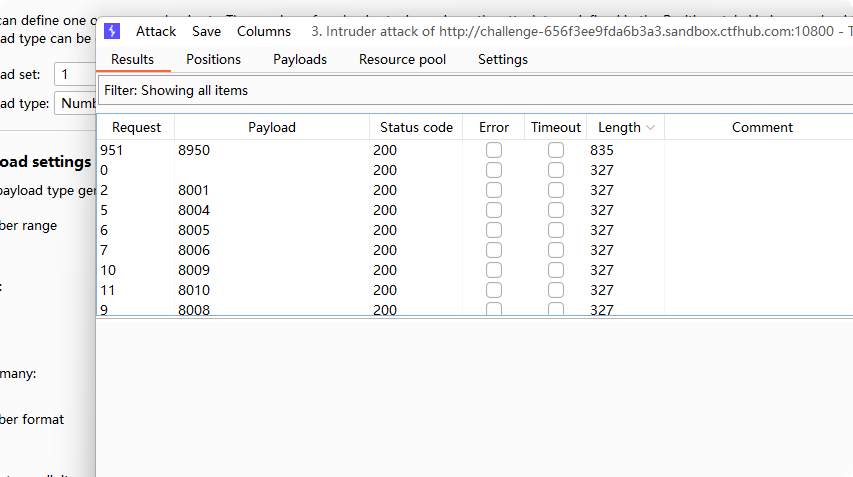 Attack Save Columns 3. Intruder attack of http://challenge-656f3ee9fda6b3a3.sandbox.ctfhub.com:10800 - T
Results Positions Payloads Resource pool Settings
Filter: Showing all items
Request Payload Status code Error Timeout Length Comment
951 8950 200 835
0 200 327
2 8001 200 327
5 8004 200 327
6 8005 200 327
7 8006 200 327
10 8009 200 327
11 8010 200 327
9 8008 200 327
can define one o
ad type can be
ad set: 1
ad type: Numb
oad settings
payload type gen
ber range
:
many:
ber format